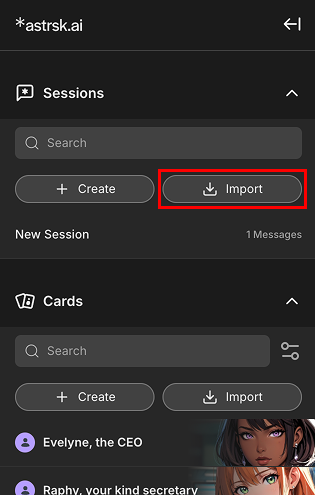 *astrsk.ai
Sessions
Search
+ Create
Import
New Session
1 Messages
Cards
Search
+ Create
Import
Evelyne, the CEO
Raphy, your kind secretary